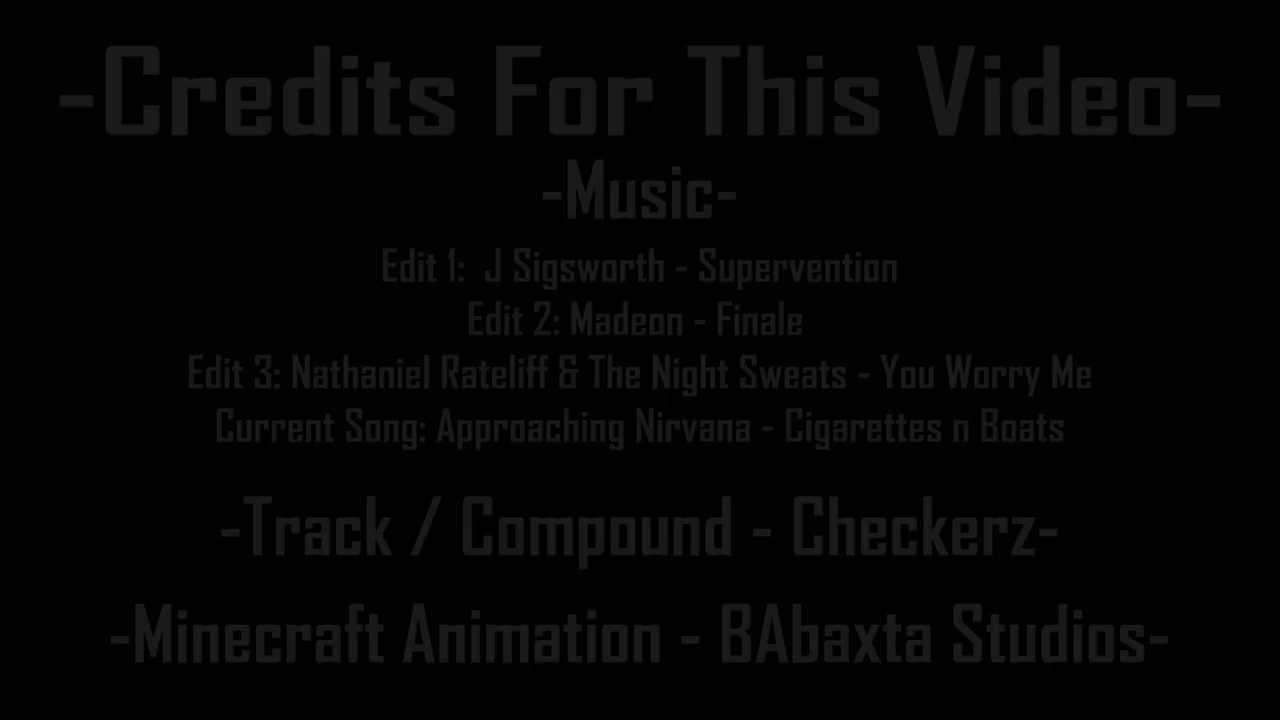 -Credits For This Video-
-Music-
Edit 1:  J Sigsworth - Supervention
Edit 2: Madeon - Finale
Edit 3: Nathaniel Rateliff & The Night Sweats - You Worry Me
Current Song: Approaching Nirvana - Cigarettes n Boats
-Track / Compound - Checkerz-
-Minecraft Animation - BAbaxta Studios-